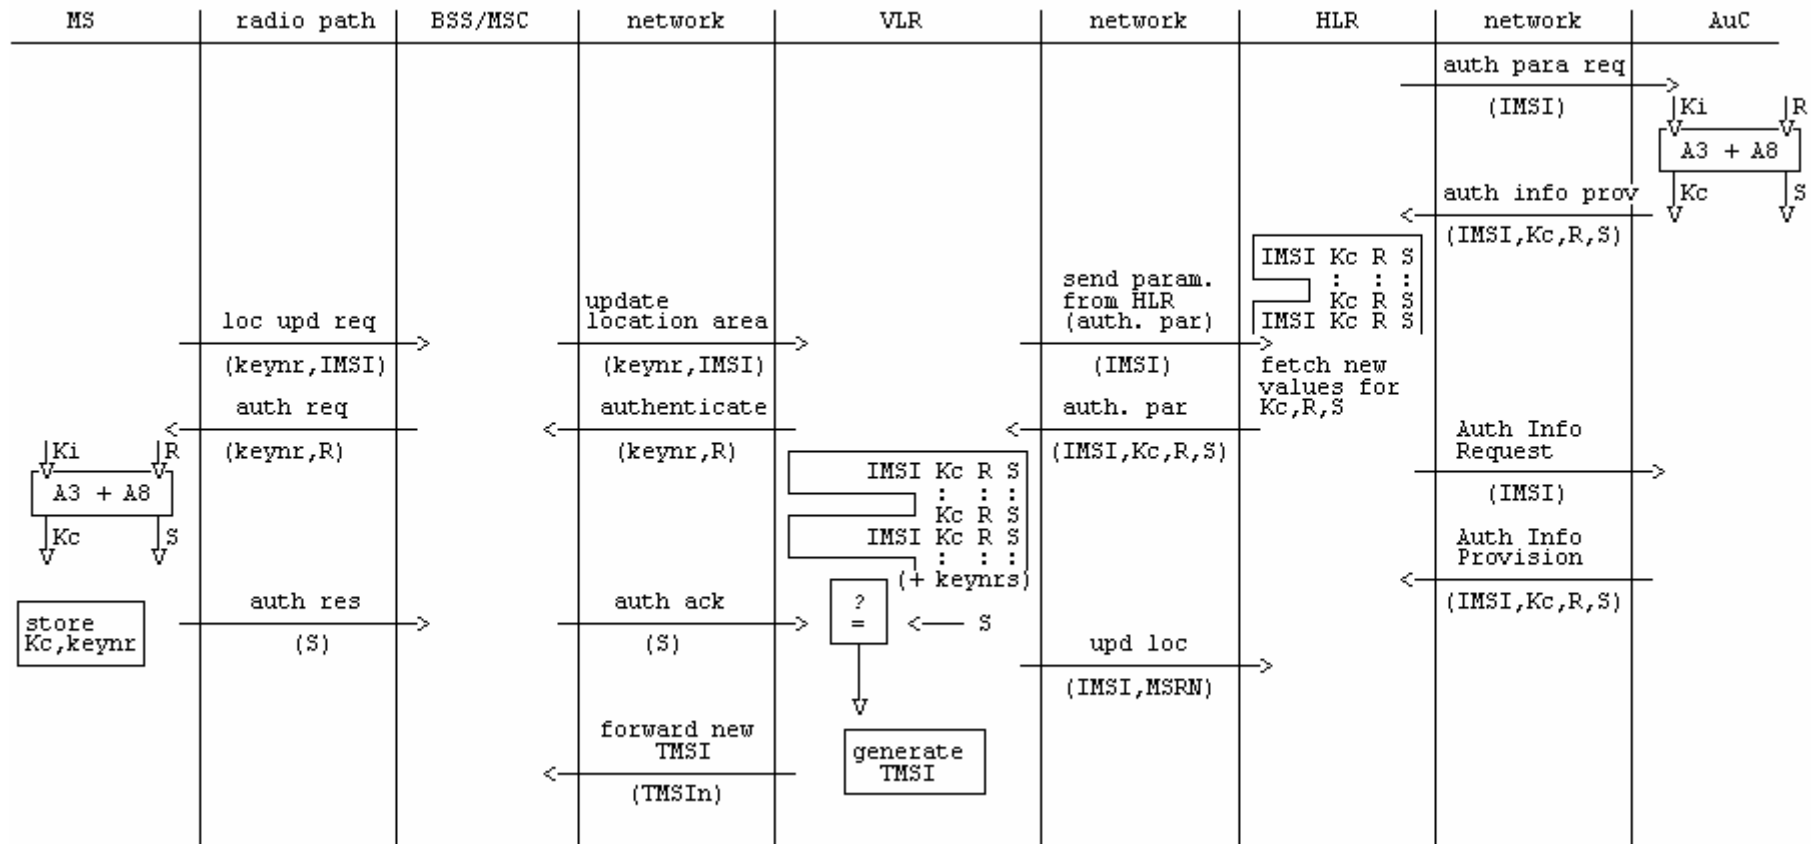 MS radio path BSS/MSC network VLR network HLR network AuC
auth para req
(IMSI)
Ki R
A3 + A8
auth info prov
Kc S
(IMSI,Kc,R,S)
IMSI Kc R S
: : :
Kc R S
IMSI Kc R S
send param.
from HLR
(auth. par)
update
location area
loc upd req
(keynr,IMSI)
(keynr,IMSI)
(IMSI)
fetch new
values for
Kc,R,S
auth req
authenticate
auth. par
(keynr,R)
(keynr,R)
(IMSI,Kc,R,S)
Ki R
A3 + A8
Kc S
IMSI Kc R S
: : :
Kc R S
IMSI Kc R S
: : :
(+ keynrs)
Auth Info
Request
(IMSI)
Auth Info
Provision
(IMSI,Kc,R,S)
store
Kc,keynr
auth res
(S)
auth ack
(S)
?
=
S
upd loc
(IMSI,MSRN)
forward new
TMSI
(TMSIn)
generate
TMSI